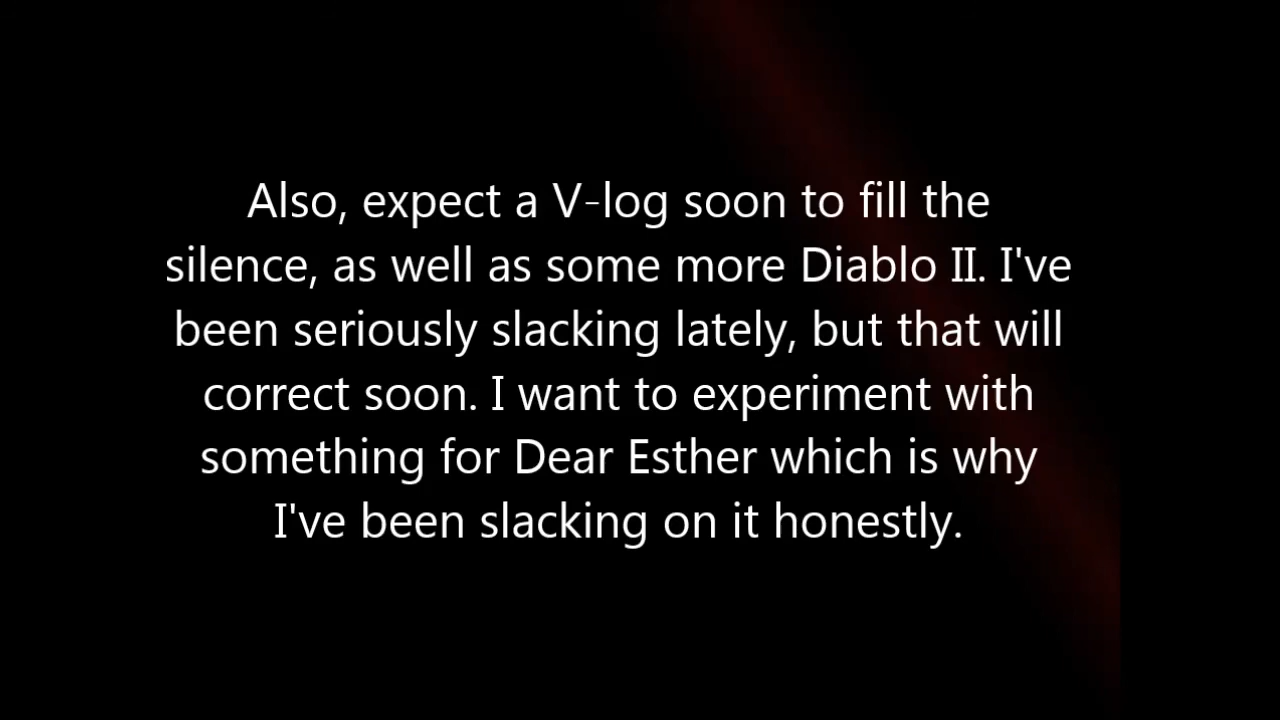 Also, expect a V-log soon to fill the
silence, as well as some more Diablo II. I've
been seriously slacking lately, but that will
correct soon. I want to experiment with
something for Dear Esther which is why
I've been slacking on it honestly.